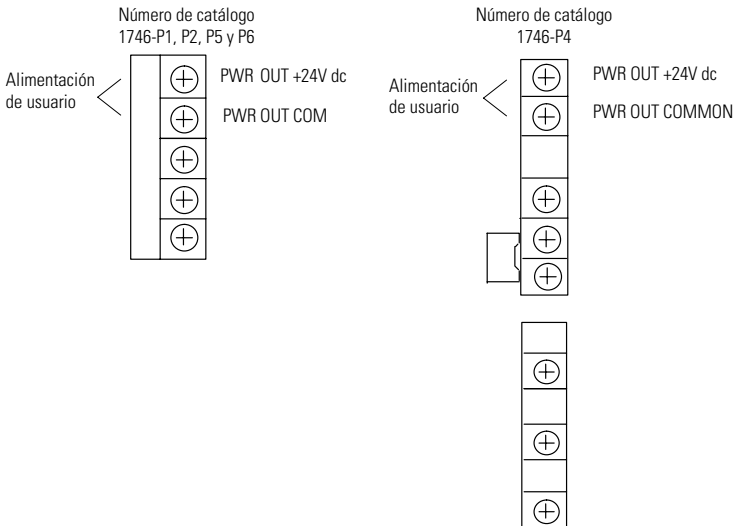 Número de catálogo
1746-P1, P2, P5 y P6
Alimentación
de usuario
PWR OUT +24V dc
PWR OUT COM
Número de catálogo
1746-P4
Alimentación
de usuario
PWR OUT +24V dc
PWR OUT COMMON